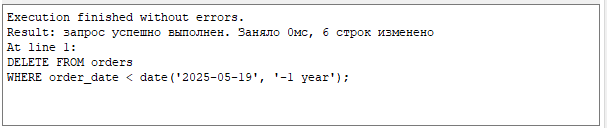 Execution finished without errors.
Result: запрос успешно выполнен. Заняло 0мс, 6 строк изменено
At line 1:
DELETE FROM orders
WHERE order_date < date('2025-05-19', '-1 year');